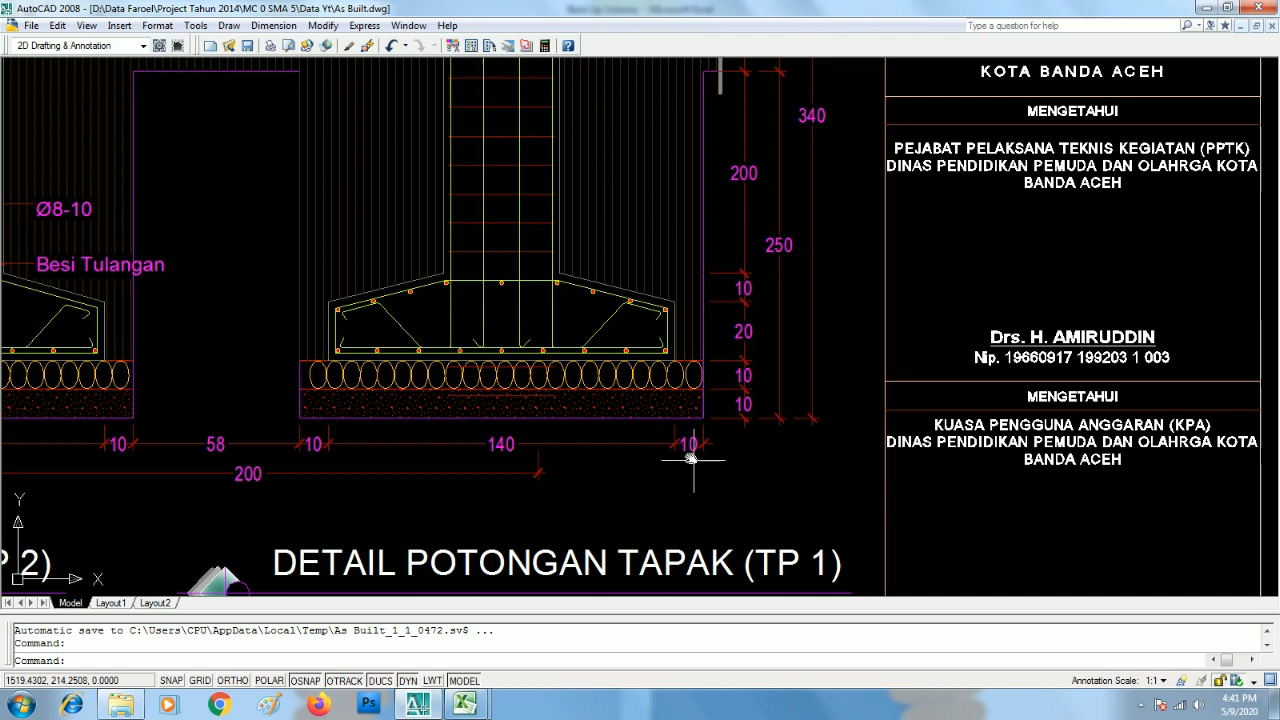 AutoCAD 2008 - [D:\Data Faroel\Project Tahun 2014\MC 0 SMA 5\Data Yt\As Built.dwg]
File Edit View Insert Format Tools Draw Dimension Modify Express Window Help
Type a question for help
2D Drafting & Annotation
KOTA BANDA ACEH
MENGETAHUI
PEJABAT PELAKSANA TEKNIS KEGIATAN (PPTK)
DINAS PENDIDIKAN PEMUDA DAN OLAHRGA KOTA
BANDA ACEH
Drs. H. AMIRUDDIN
Nip. 19660917 199203 1 003
MENGETAHUI
KUASA PENGGUNA ANGGARAN (KPA)
DINAS PENDIDIKAN PEMUDA DAN OLAHRGA KOTA
BANDA ACEH
340
200
250
10
20
10
10
Ø8-10
Besi Tulangan
10 58 10 140 10
200
Y
X
P 2)
DETAIL POTONGAN TAPAK (TP 1)
Model Layout1 Layout2
Automatic save to C:\Users\CPU\AppData\Local\Temp\As Built_1_1_0472.sv$ ...
Command:
Command:
1519.4302, 214.2508, 0.0000 SNAP GRID ORTHO POLAR OSNAP OTRACK DUCS DYN LWT MODEL
Annotation Scale: 1:1
Ps
4:41 PM
5/9/2020